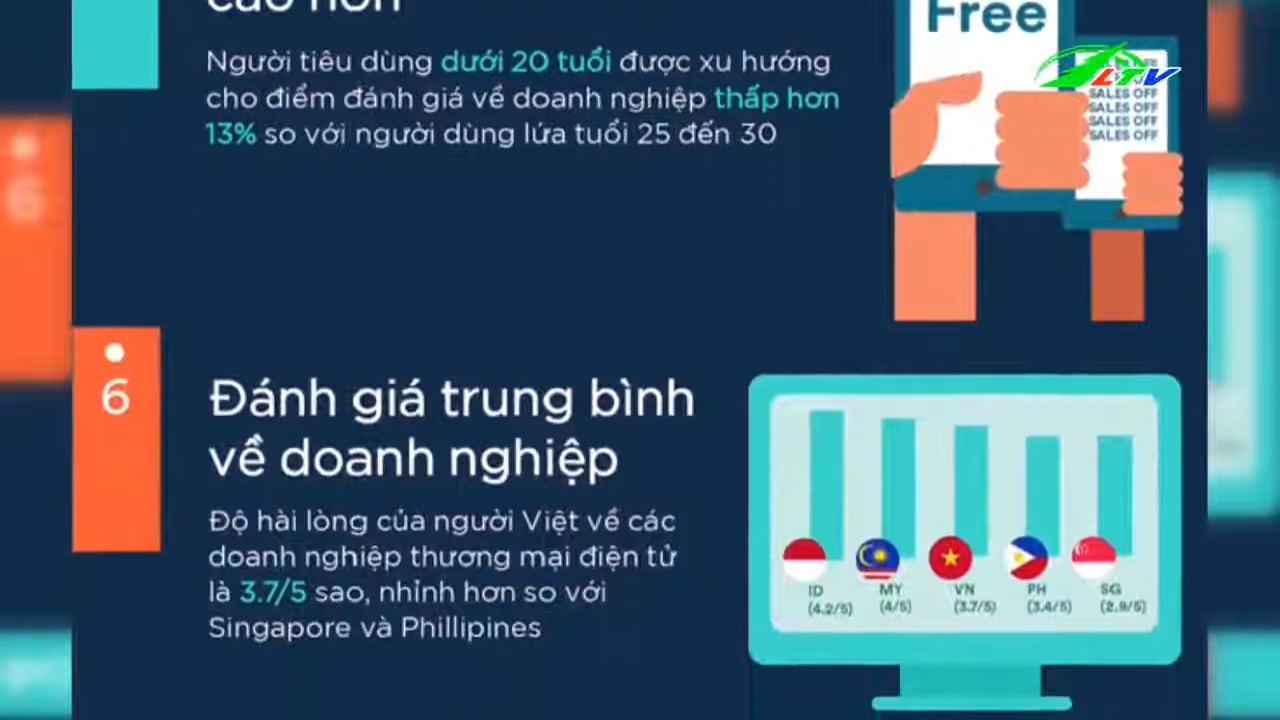 cao hơn
Người tiêu dùng dưới 20 tuổi được xu hướng
cho điểm đánh giá về doanh nghiệp thấp hơn
13% so với người dùng lứa tuổi 25 đến 30
Free
LTV
SALES OFF
SALES OFF
SALES OFF
SALES OFF
6
6
Đánh giá trung bình
về doanh nghiệp
Độ hài lòng của người Việt về các
doanh nghiệp thương mại điện tử
là 3.7/5 sao, nhỉnh hơn so với
Singapore và Phillipines
ID MY VN PH SG
(4.2/5) (4/5) (3.7/5) (3.4/5) (2.9/5)